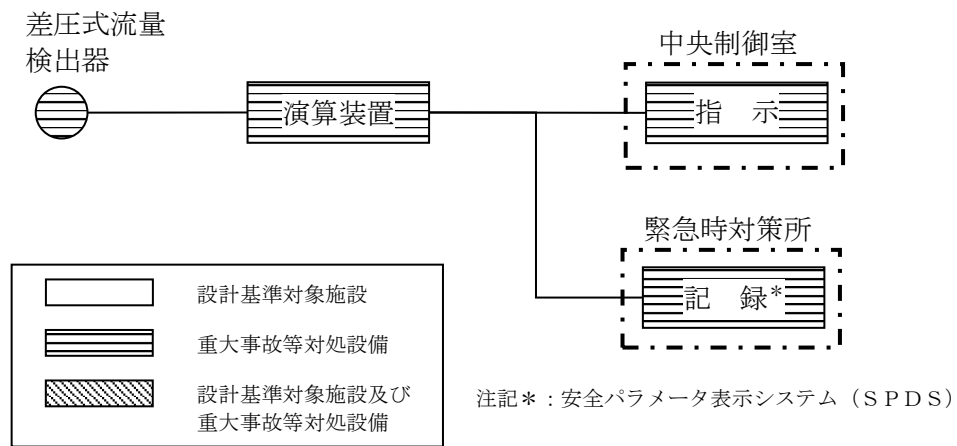 差圧式流量
検出器
中央制御室
演算装置
指　示
緊急時対策所
記　録*
設計基準対象施設
重大事故等対処設備
設計基準対象施設及び
重大事故等対処設備
注記＊：安全パラメータ表示システム（ＳＰＤＳ）